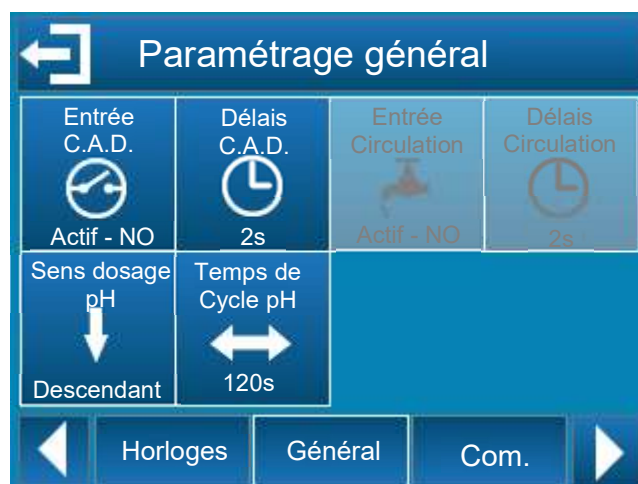 Paramétrage général
Entrée
C.A.D.
Actif - NO
Délais
C.A.D.
2s
Entrée
Circulation
Actif - NO
Délais
Circulation
2s
Sens dosage
pH
Descendant
Temps de
Cycle pH
120s
Horloges
Général
Com.